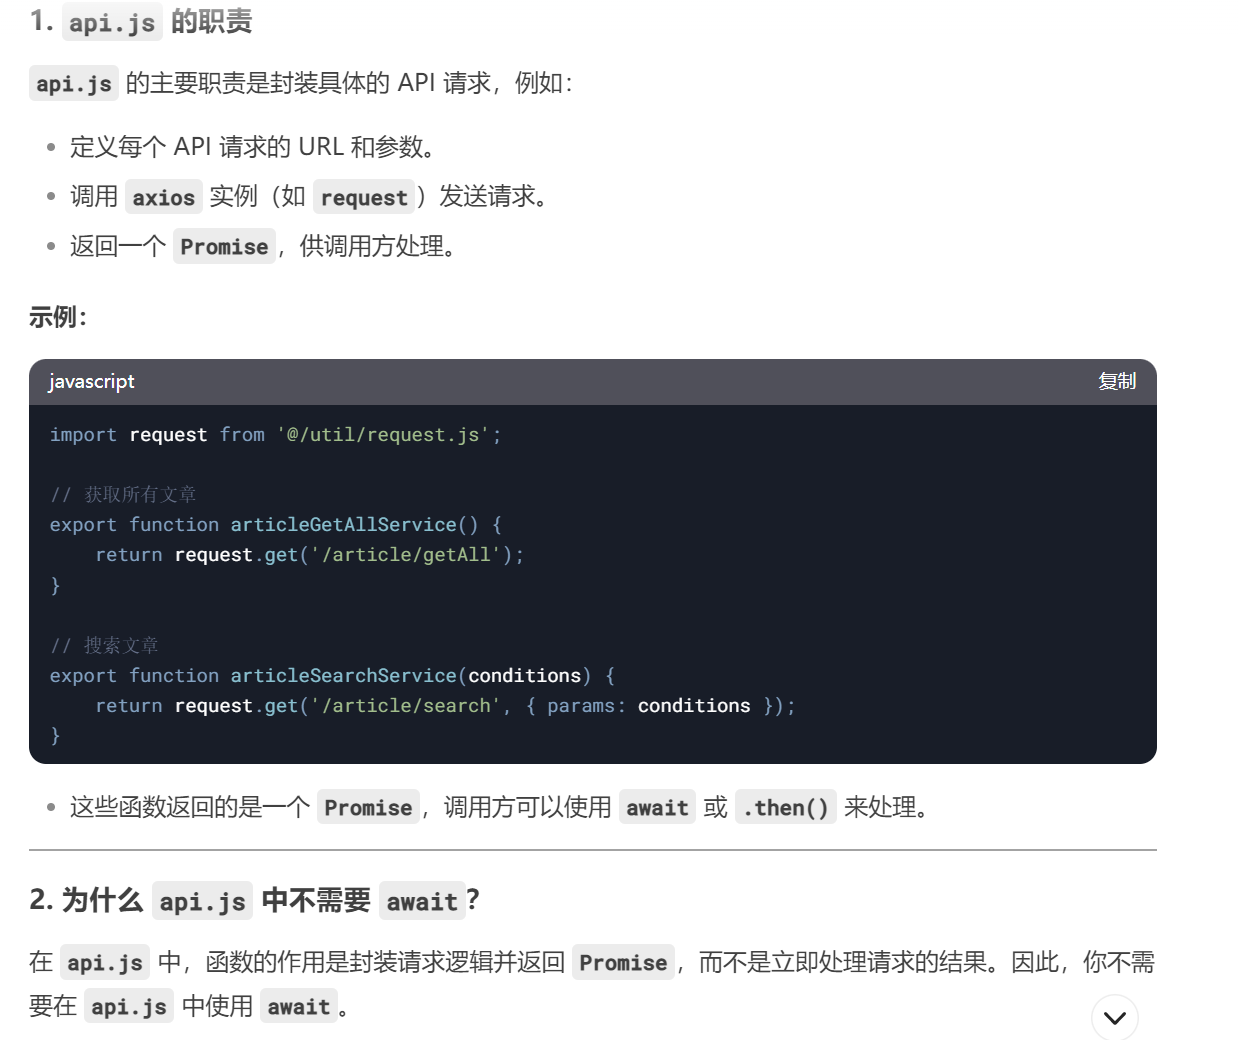 1. api.js 的职责
api.js 的主要职责是封装具体的 API 请求，例如：
• 定义每个 API 请求的 URL 和参数。
• 调用 axios 实例（如 request）发送请求。
• 返回一个 Promise，供调用方处理。
示例：
javascript 复制
import request from '@/util/request.js';
// 获取所有文章
export function articleGetAllService() {
    return request.get('/article/getAll');
}
// 搜索文章
export function articleSearchService(conditions) {
    return request.get('/article/search', { params: conditions });
}
• 这些函数返回的是一个 Promise，调用方可以使用 await 或 .then() 来处理。
2. 为什么 api.js 中不需要 await？
在 api.js 中，函数的作用是封装请求逻辑并返回 Promise，而不是立即处理请求的结果。因此，你不需
要在 api.js 中使用 await。